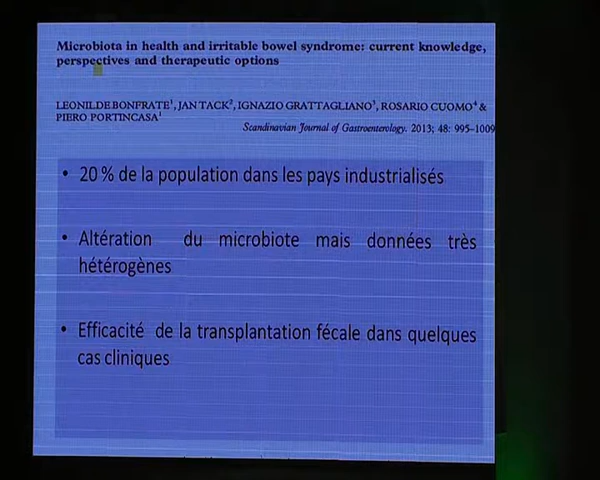 Microbiota in health and irritable bowel syndrome: current knowledge,
perspectives and therapeutic options
LEONILDE BONFRATE¹, JAN TACK², IGNAZIO GRATTAGLIANO³, ROSARIO CUOMO⁴ &
PIERO PORTINCASA¹
Scandinavian Journal of Gastroenterology. 2013; 48: 995–1009
• 20 % de la population dans les pays industrialisés
• Altération du microbiote mais données très
hétérogènes
• Efficacité de la transplantation fécale dans quelques
cas cliniques